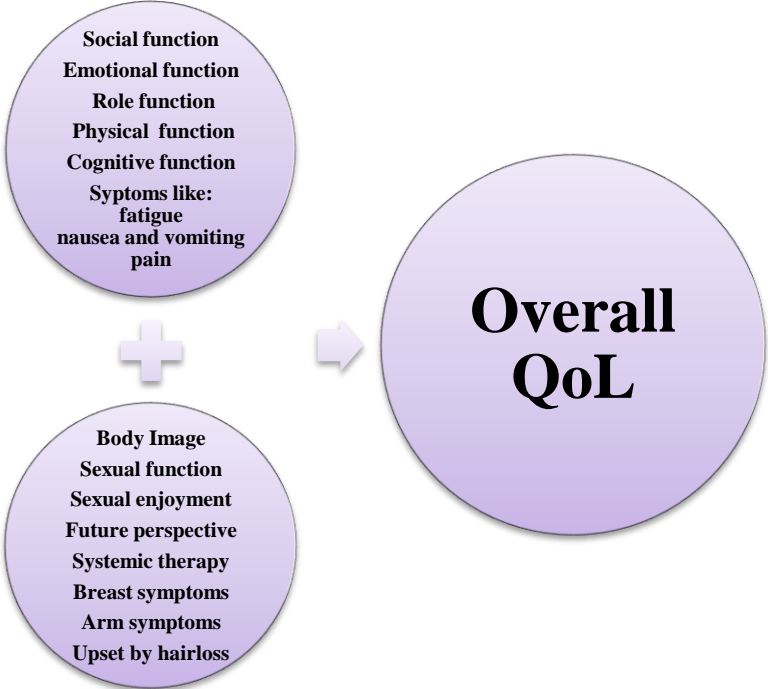 Social function
Emotional function
Role function
Physical function
Cognitive function
Syptoms like:
fatigue
nausea and vomiting
pain
Body Image
Sexual function
Sexual enjoyment
Future perspective
Systemic therapy
Breast symptoms
Arm symptoms
Upset by hairloss
Overall
QoL